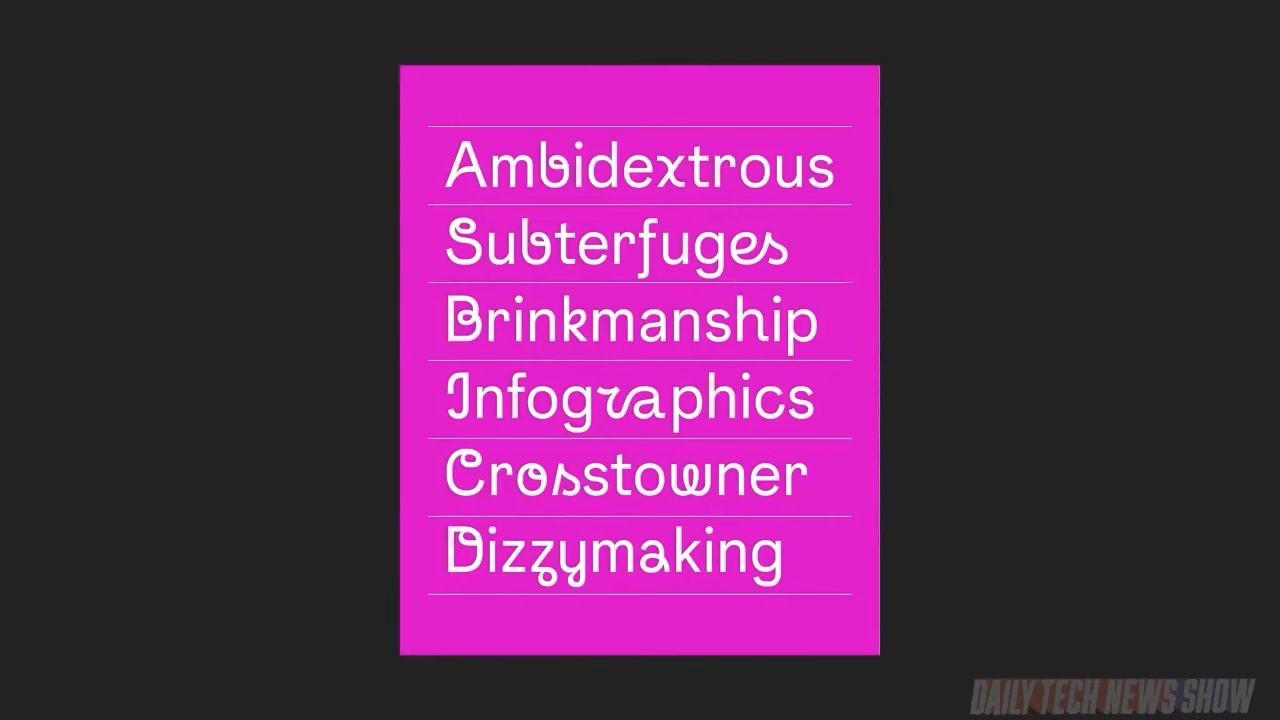 Ambidextrous
Subterfuges
Brinkmanship
Infographics
Crosstowner
Dizzymaking
DAILY TECH NEWS SHOW